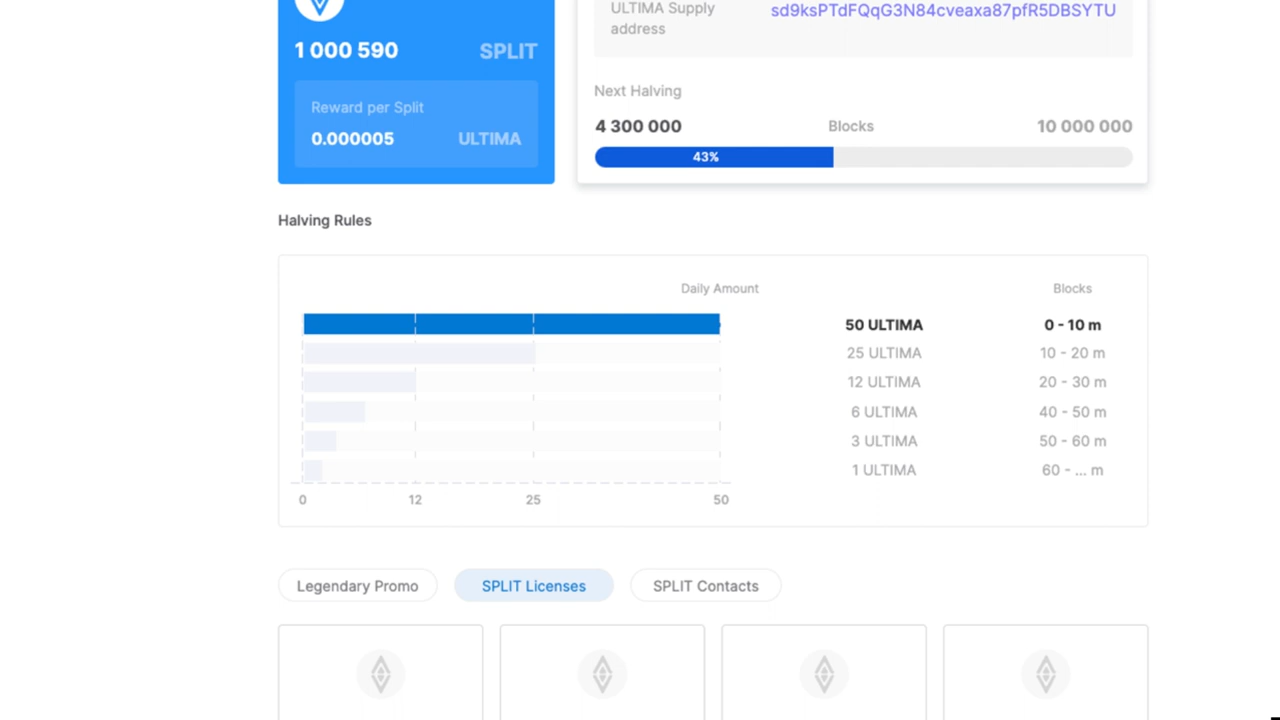 ULTIMA Supply address
sd9ksPTdFQqG3N84cveaxa87pfR5DBSYTU
1 000 590 SPLIT
Reward per Split
0.000005 ULTIMA
Next Halving
4 300 000 Blocks 10 000 000
43%
Halving Rules
Daily Amount Blocks
50 ULTIMA 0 - 10 m
25 ULTIMA 10 - 20 m
12 ULTIMA 20 - 30 m
6 ULTIMA 40 - 50 m
3 ULTIMA 50 - 60 m
1 ULTIMA 60 - ... m
0 12 25 50
Legendary Promo SPLIT Licenses SPLIT Contacts